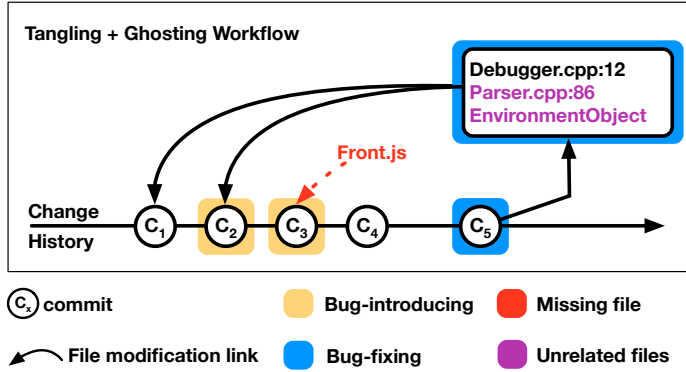 Tangling + Ghosting Workflow
Debugger.cpp:12
Parser.cpp:86
EnvironmentObject
Front.js
Change
History
C1
C2
C3
C4
C5
Cx commit
Bug-introducing
Missing file
File modification link
Bug-fixing
Unrelated files